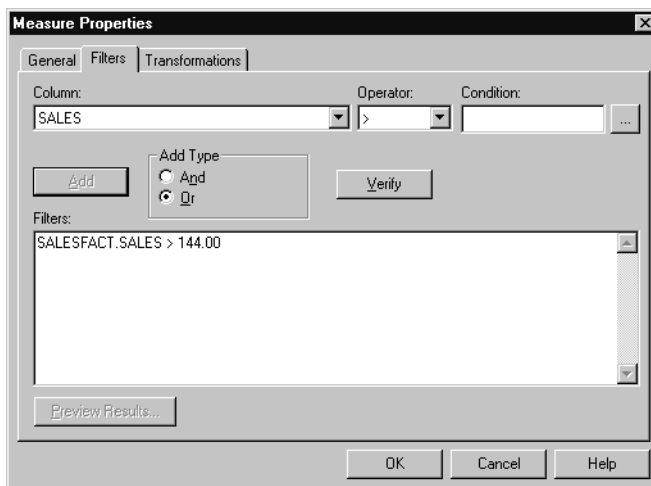 Measure Properties
General Filters Transformations
Column: Operator: Condition:
SALES > ...
Add Type
Add And Verify
Or
Filters:
SALESFACT.SALES > 144.00
Preview Results...
OK Cancel Help